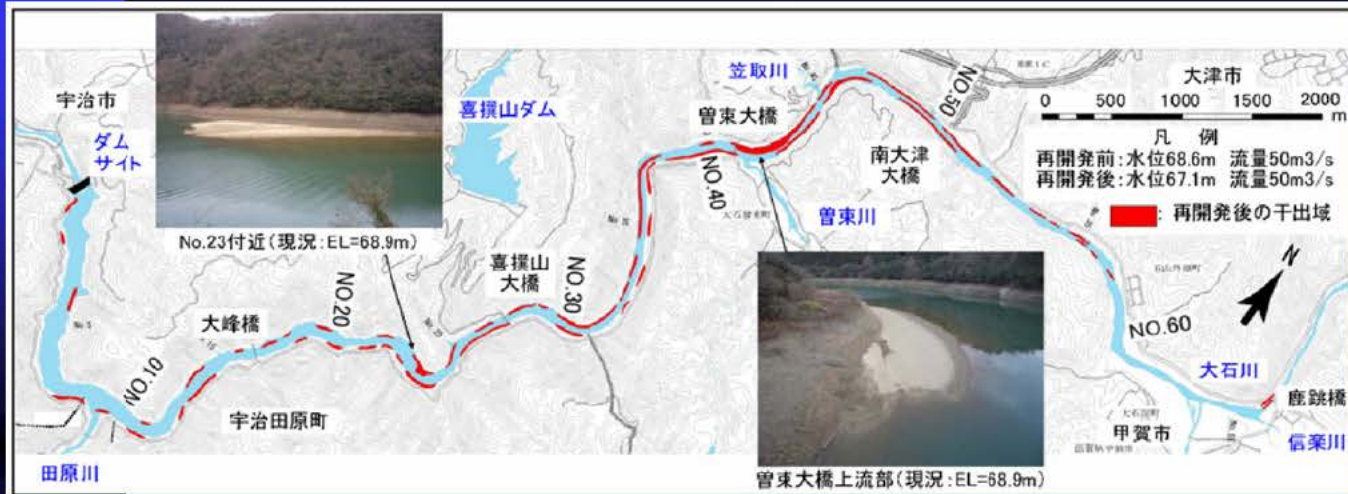 宇治市
ダム
サイト
No.23付近(現況:EL=68.9m)
喜撰山ダム
笠取川
曽束大橋
NO.50
大津市
0 500 1000 1500 2000
m
凡 例
再開発前:水位68.6m 流量50m3/s
再開発後:水位67.1m 流量50m3/s
:再開発後の干出域
N
南大津
大橋
NO.40
大石曽束町
曽束川
喜撰山
大橋
NO.30
NO.20
大峰橋
NO.10
宇治田原町
田原川
NO.60
大石川
鹿跳橋
甲賀市
信楽川
曽束大橋上流部(現況:EL=68.9m)